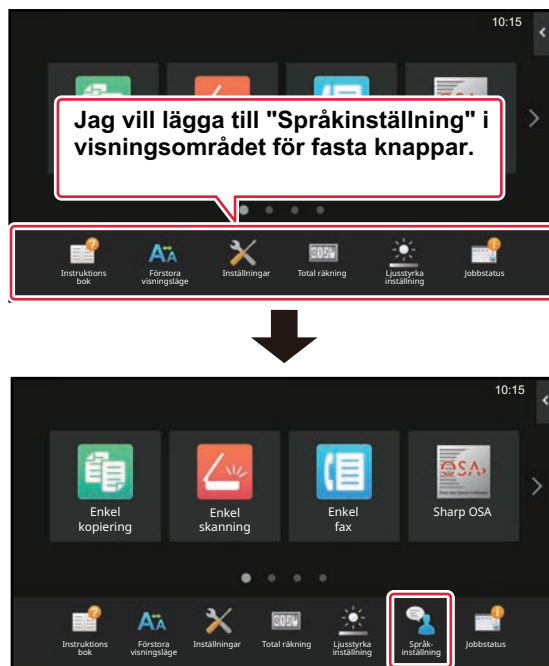 10:15
Jag vill lägga till "Språkinställning" i
visningsområdet för fasta knappar.
Instruktions
bok
Förstora
visningsläge
Inställningar
Total räkning
Ljusstyrka
inställning
Jobbstatus
10:15
Enkel
kopiering
Enkel
skanning
Enkel
fax
OSA
Sharp OSA
Instruktions
bok
Förstora
visningsläge
Inställningar
Total räkning
Ljusstyrka
inställning
Språk-
inställning
Jobbstatus